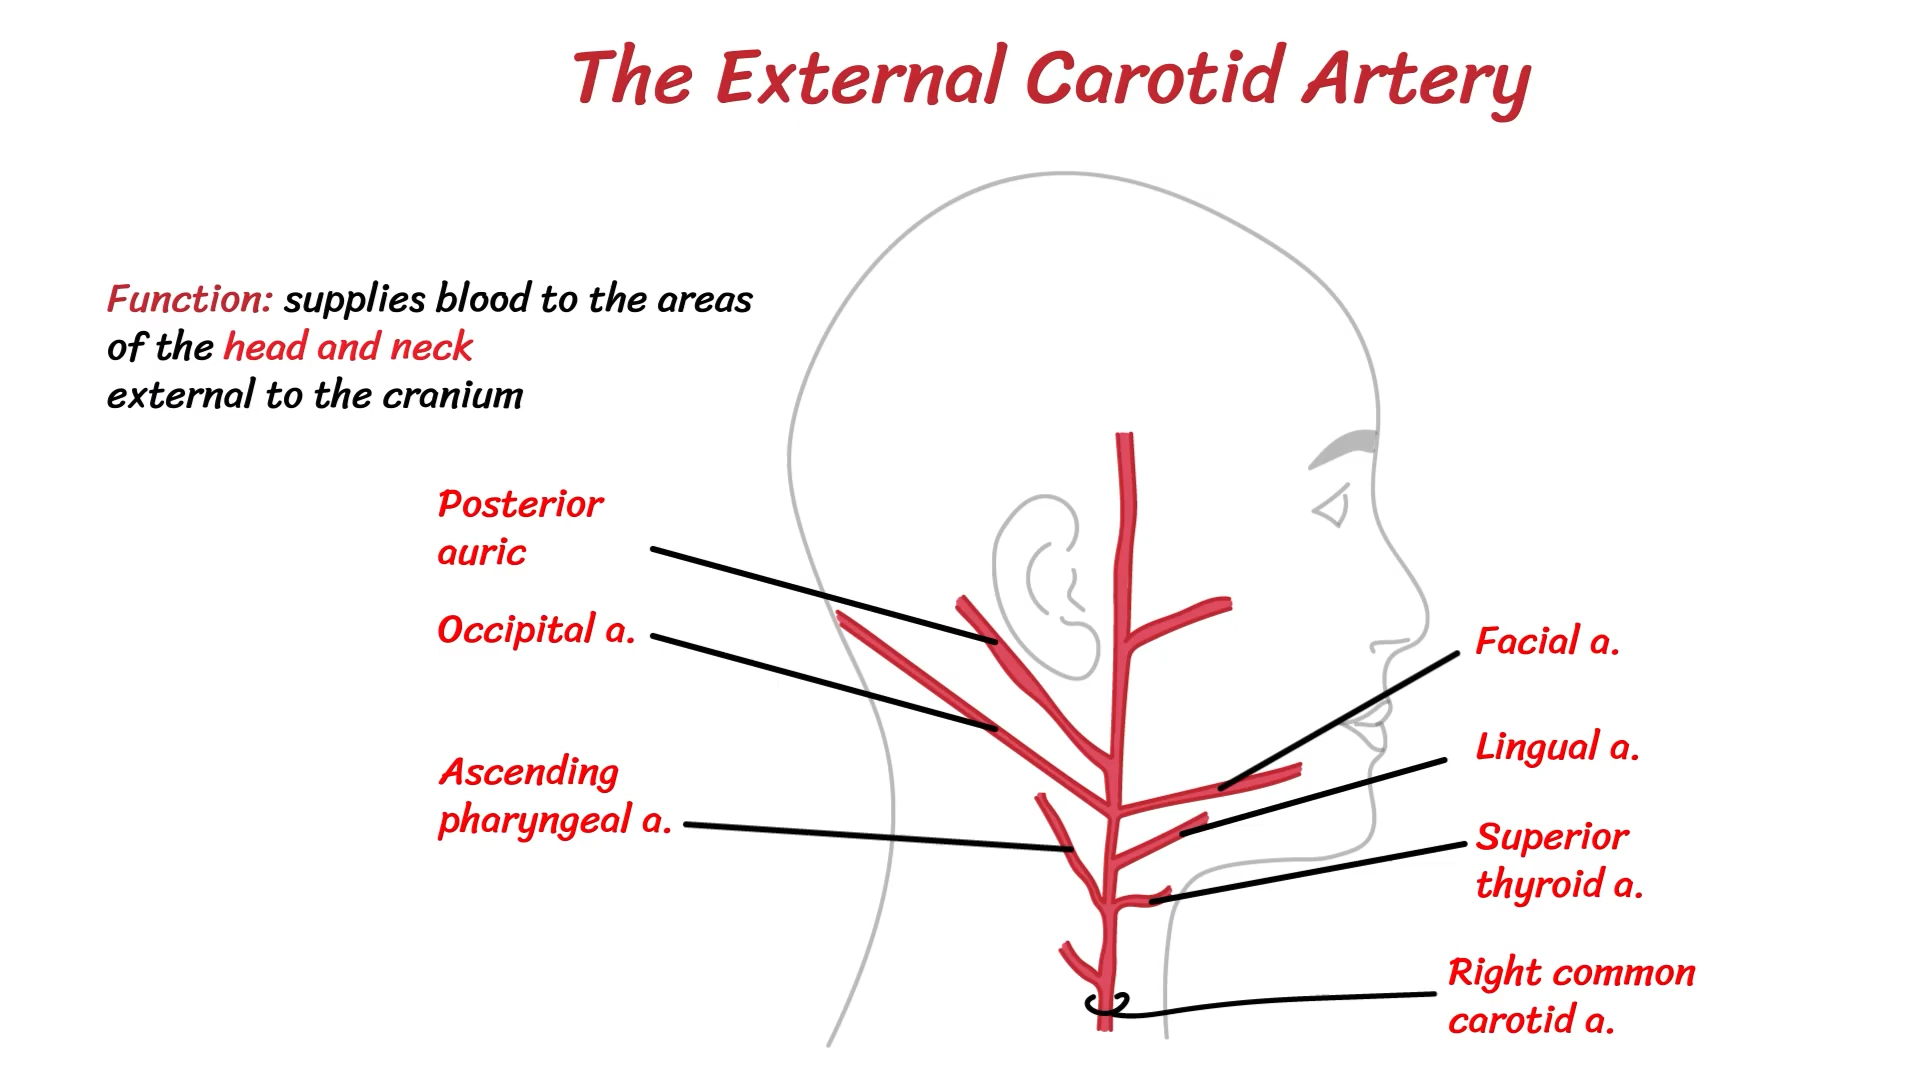 The External Carotid Artery
Function: supplies blood to the areas
of the head and neck
external to the cranium
Posterior
auric
Occipital a.
Ascending
pharyngeal a.
Facial a.
Lingual a.
Superior
thyroid a.
Right common
carotid a.